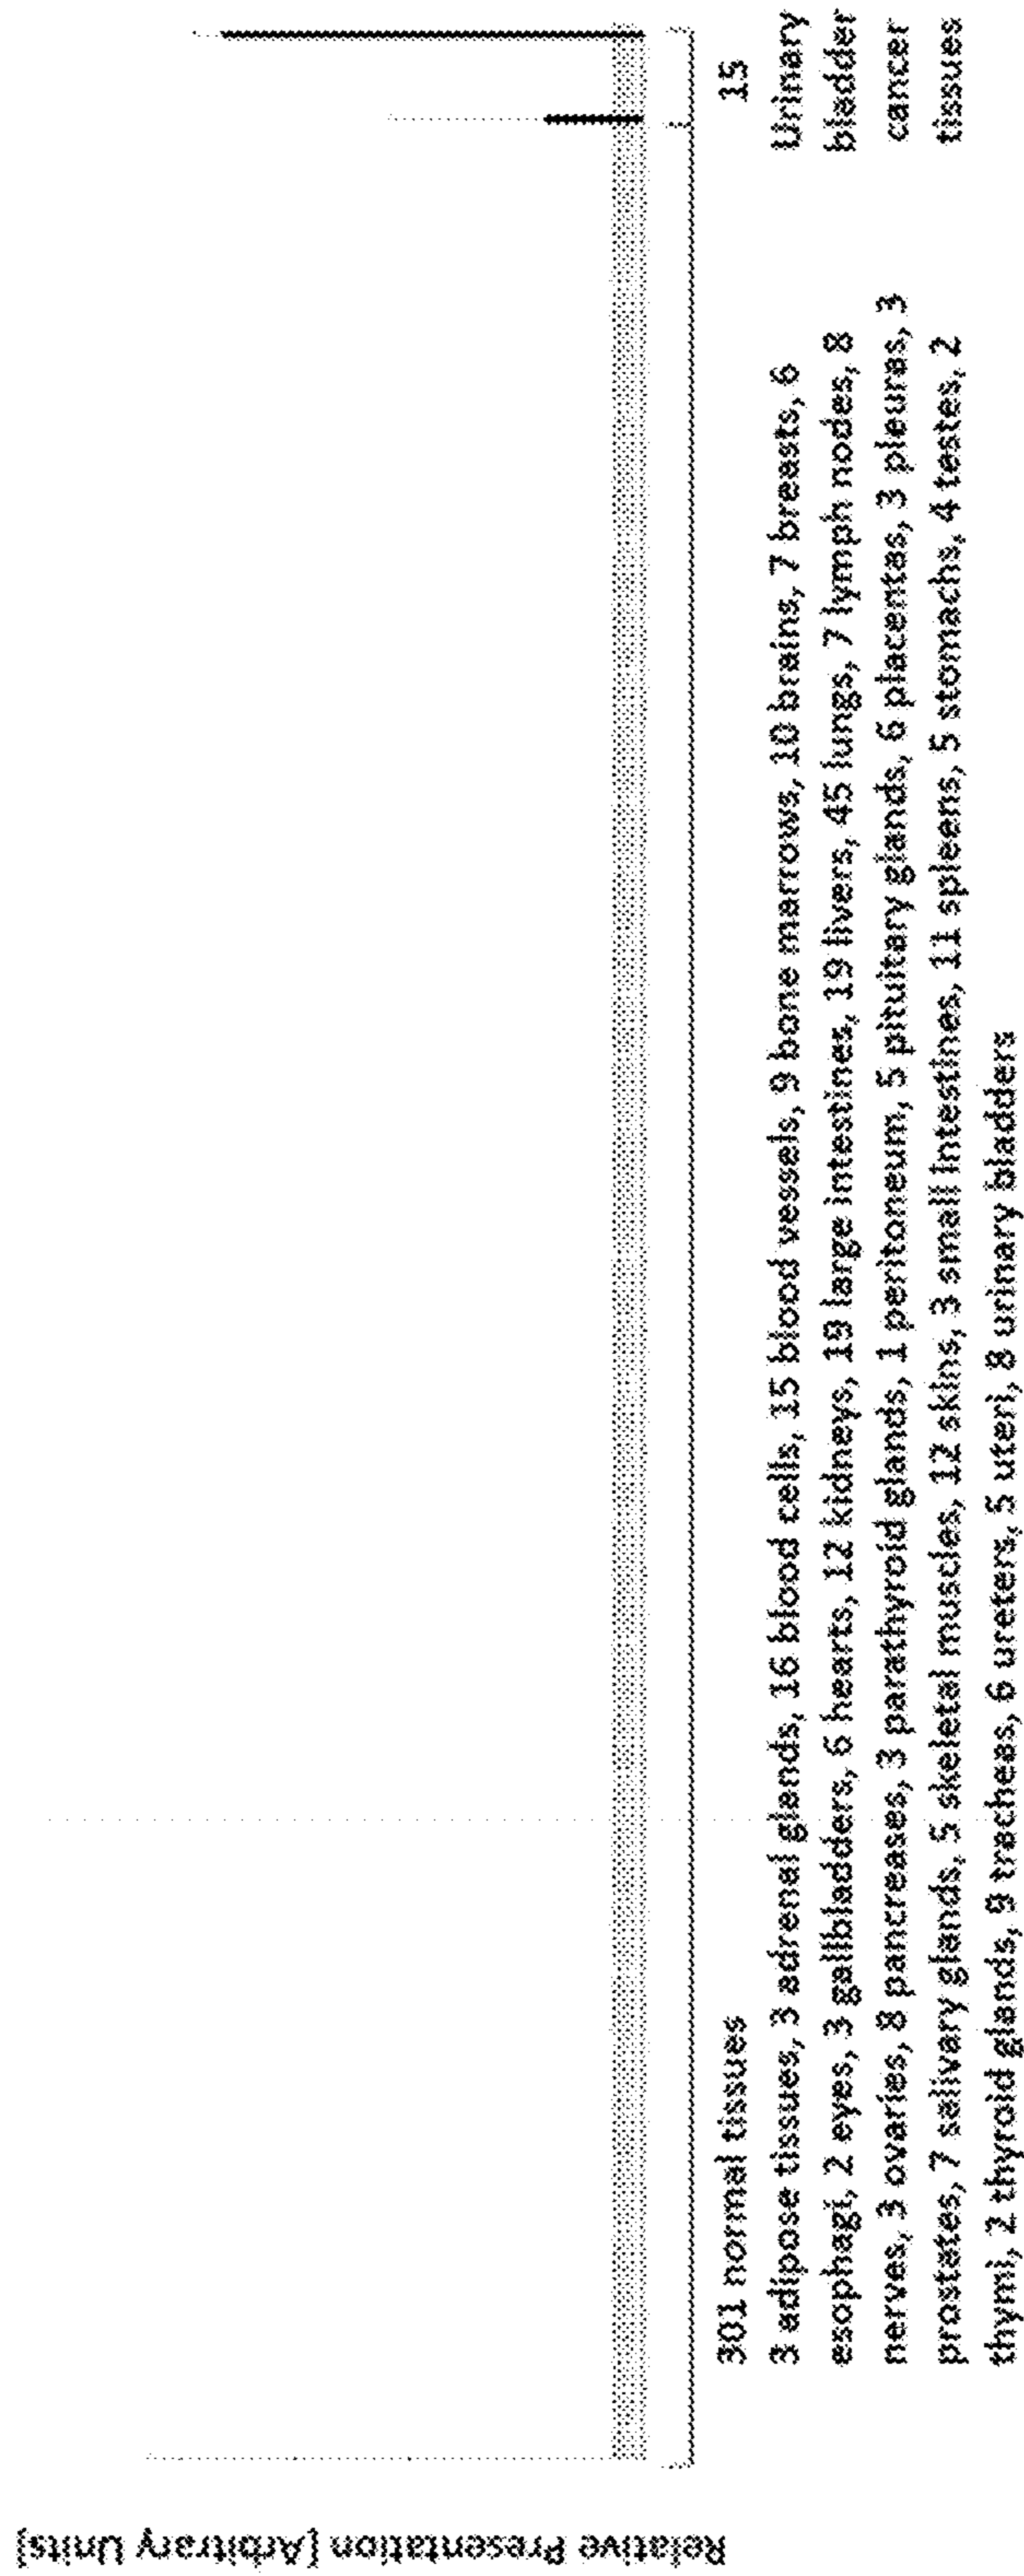 Relative Presentation [Arbitrary Units]
301 normal tissues
3 adipose tissues, 3 adrenal glands, 16 blood cells, 15 blood vessels, 9 bone marrows, 10 brains, 7 breasts, 6
esophagi, 2 eyes, 3 gallbladders, 6 hearts, 12 kidneys, 19 large intestines, 19 livers, 45 lungs, 7 lymph nodes, 8
nerves, 3 ovaries, 8 pancreases, 3 parathyroid glands, 1 peritoneum, 5 pituitary glands, 6 placentas, 3 pleuras, 3
prostates, 7 salivary glands, 5 skeletal muscles, 12 skins, 3 small intestines, 11 spleens, 5 stomachs, 4 testes, 2
thymi, 2 thyroid glands, 9 tracheas, 6 ureters, 5 uteri, 8 urinary bladders
15
Urinary
bladder
cancer
tissues